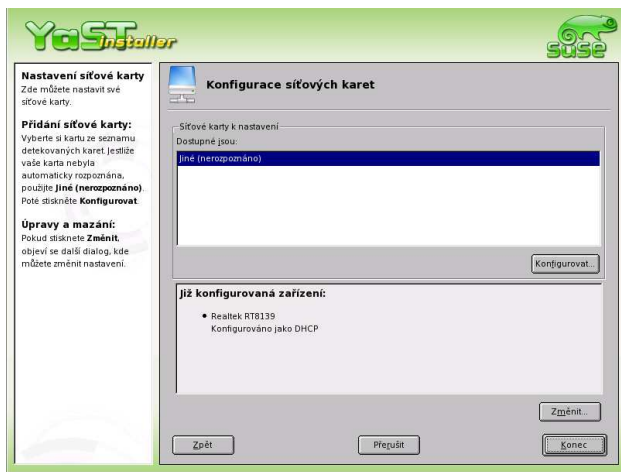 YaST
installer
SUSE
Nastavení síťové karty
Zde můžete nastavit své
síťové karty.
Přidání síťové karty:
Vyberte si kartu ze seznamu
detekovaných karet. Jestliže
vaše karta nebyla
automaticky rozpoznána,
použijte Jiné (nerozpoznáno).
Poté stiskněte Konfigurovat.
Úpravy a mazání:
Pokud stisknete Změnit,
objeví se další dialog, kde
můžete změnit nastavení.
Konfigurace síťových karet
Síťové karty k nastavení
Dostupné jsou:
Jiné (nerozpoznáno)
Konfigurovat...
Již konfigurovaná zařízení:
• Realtek RT8139
Konfigurováno jako DHCP
Změnit...
Zpět
Přerušit
Konec